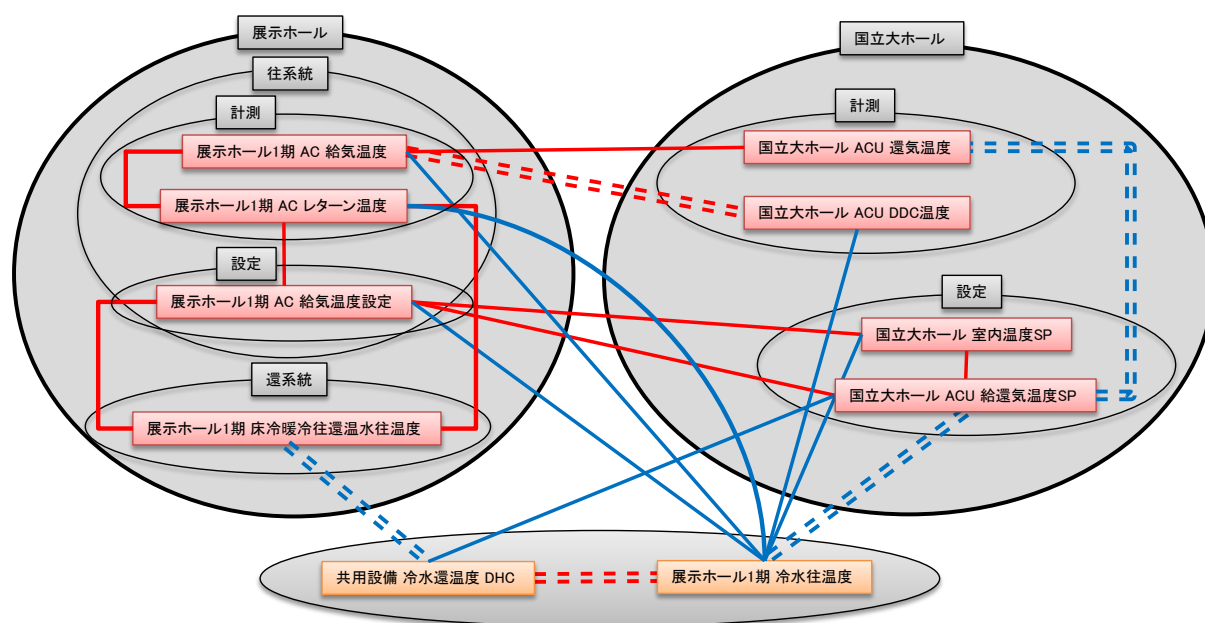 展示ホール
往系統
計測
展示ホール1期 AC 給気温度
展示ホール1期 AC レターン温度
設定
展示ホール1期 AC 給気温度設定
還系統
展示ホール1期 床冷暖冷往還温水往温度
国立大ホール
計測
国立大ホール ACU 還気温度
国立大ホール ACU DDC温度
設定
国立大ホール 室内温度SP
国立大ホール ACU 給還気温度SP
共用設備 冷水還温度 DHC
展示ホール1期 冷水往温度